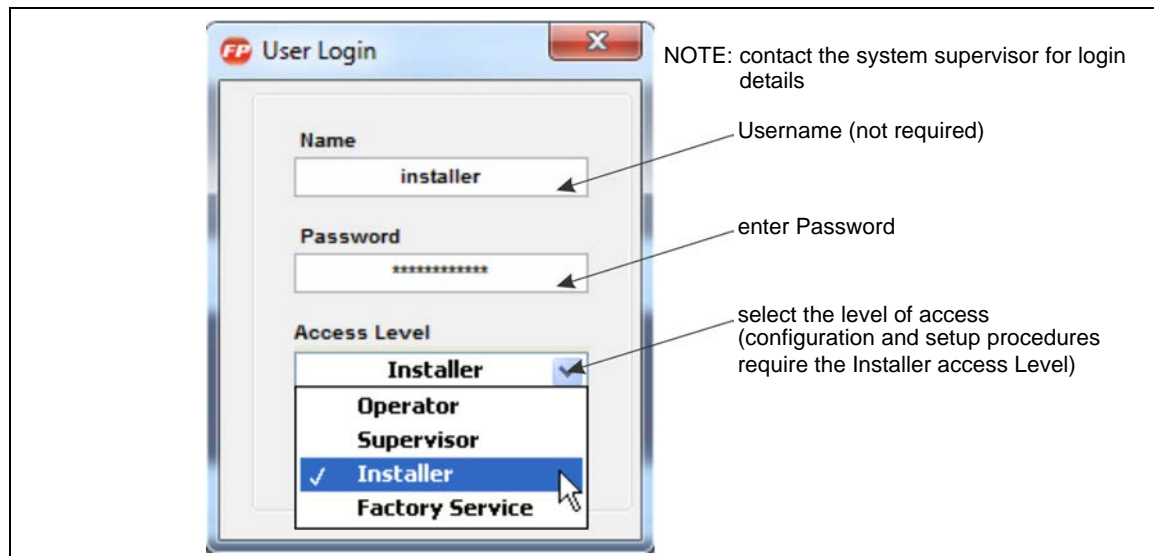 FP User Login
NOTE: contact the system supervisor for login
details
Name
installer
Username (not required)
Password
************
enter Password
Access Level
Installer
select the level of access
(configuration and setup procedures
require the Installer access Level)
Operator
Supervisor
✓ Installer
Factory Service